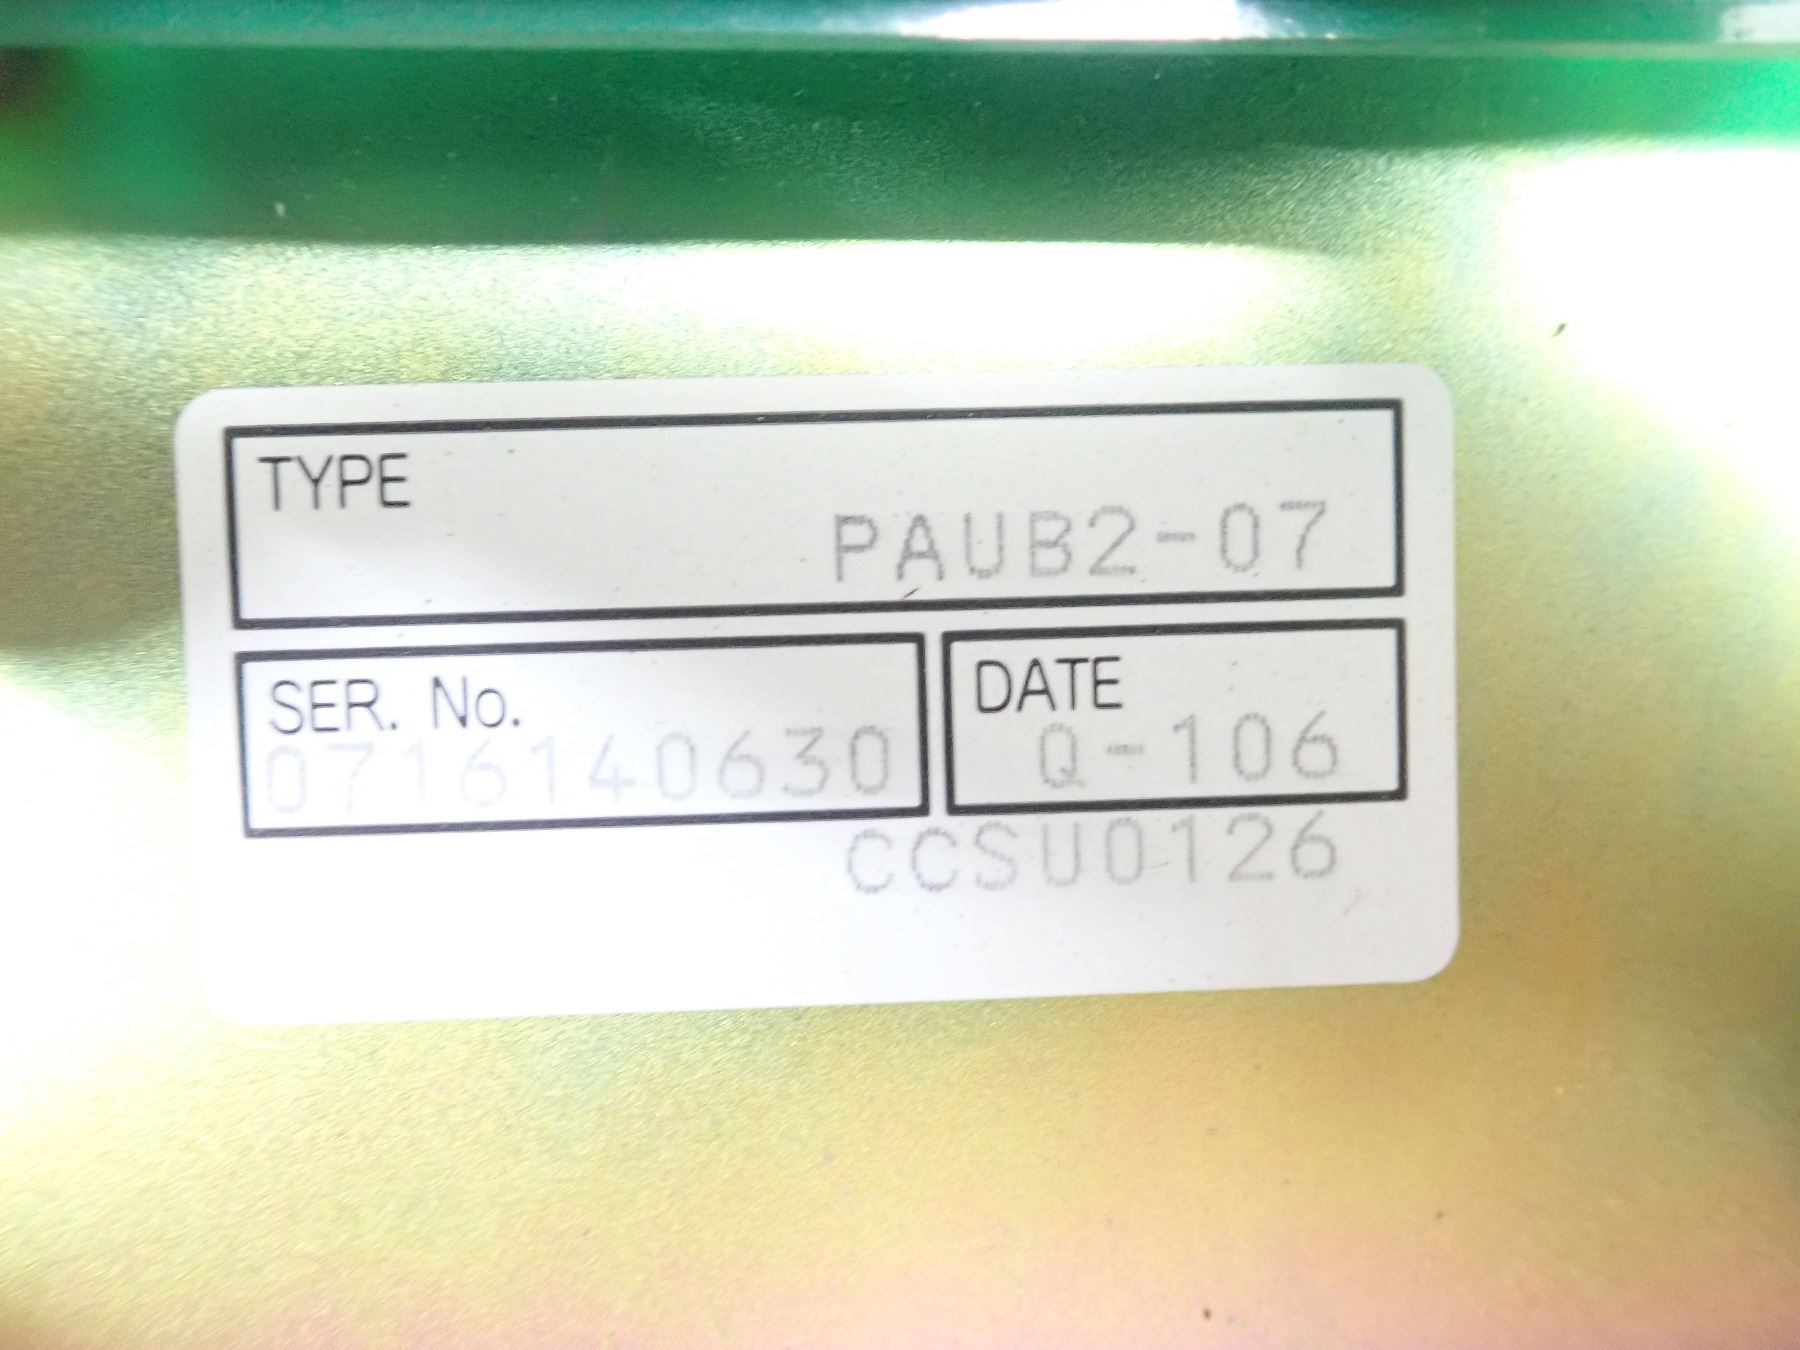 TYPE
PAUB2-07
SER. No.
0716140630
DATE
Q-106
CCSU0126